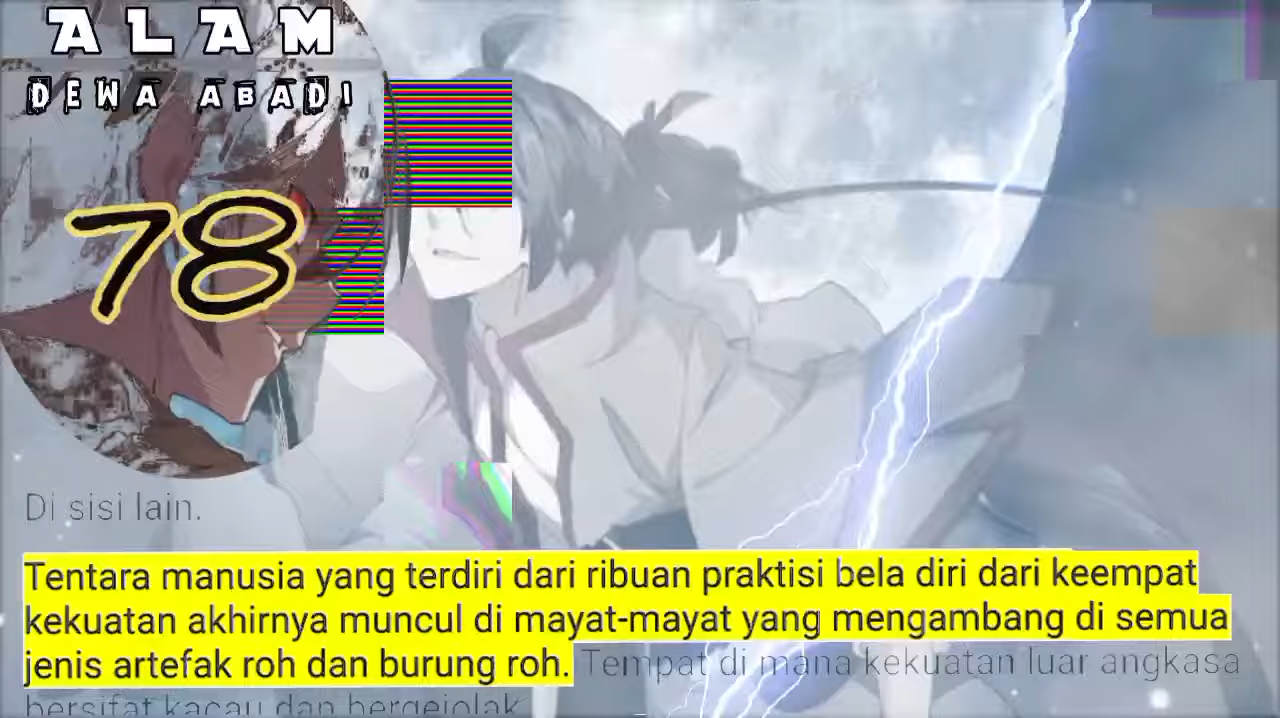 ALAM
DEWA ABADI
78
Di sisi lain.
Tentara manusia yang terdiri dari ribuan praktisi bela diri dari keempat
kekuatan akhirnya muncul di mayat-mayat yang mengambang di semua
jenis artefak roh dan burung roh. Tempat di mana kekuatan luar angkasa
bersifat kacau dan bergejolak